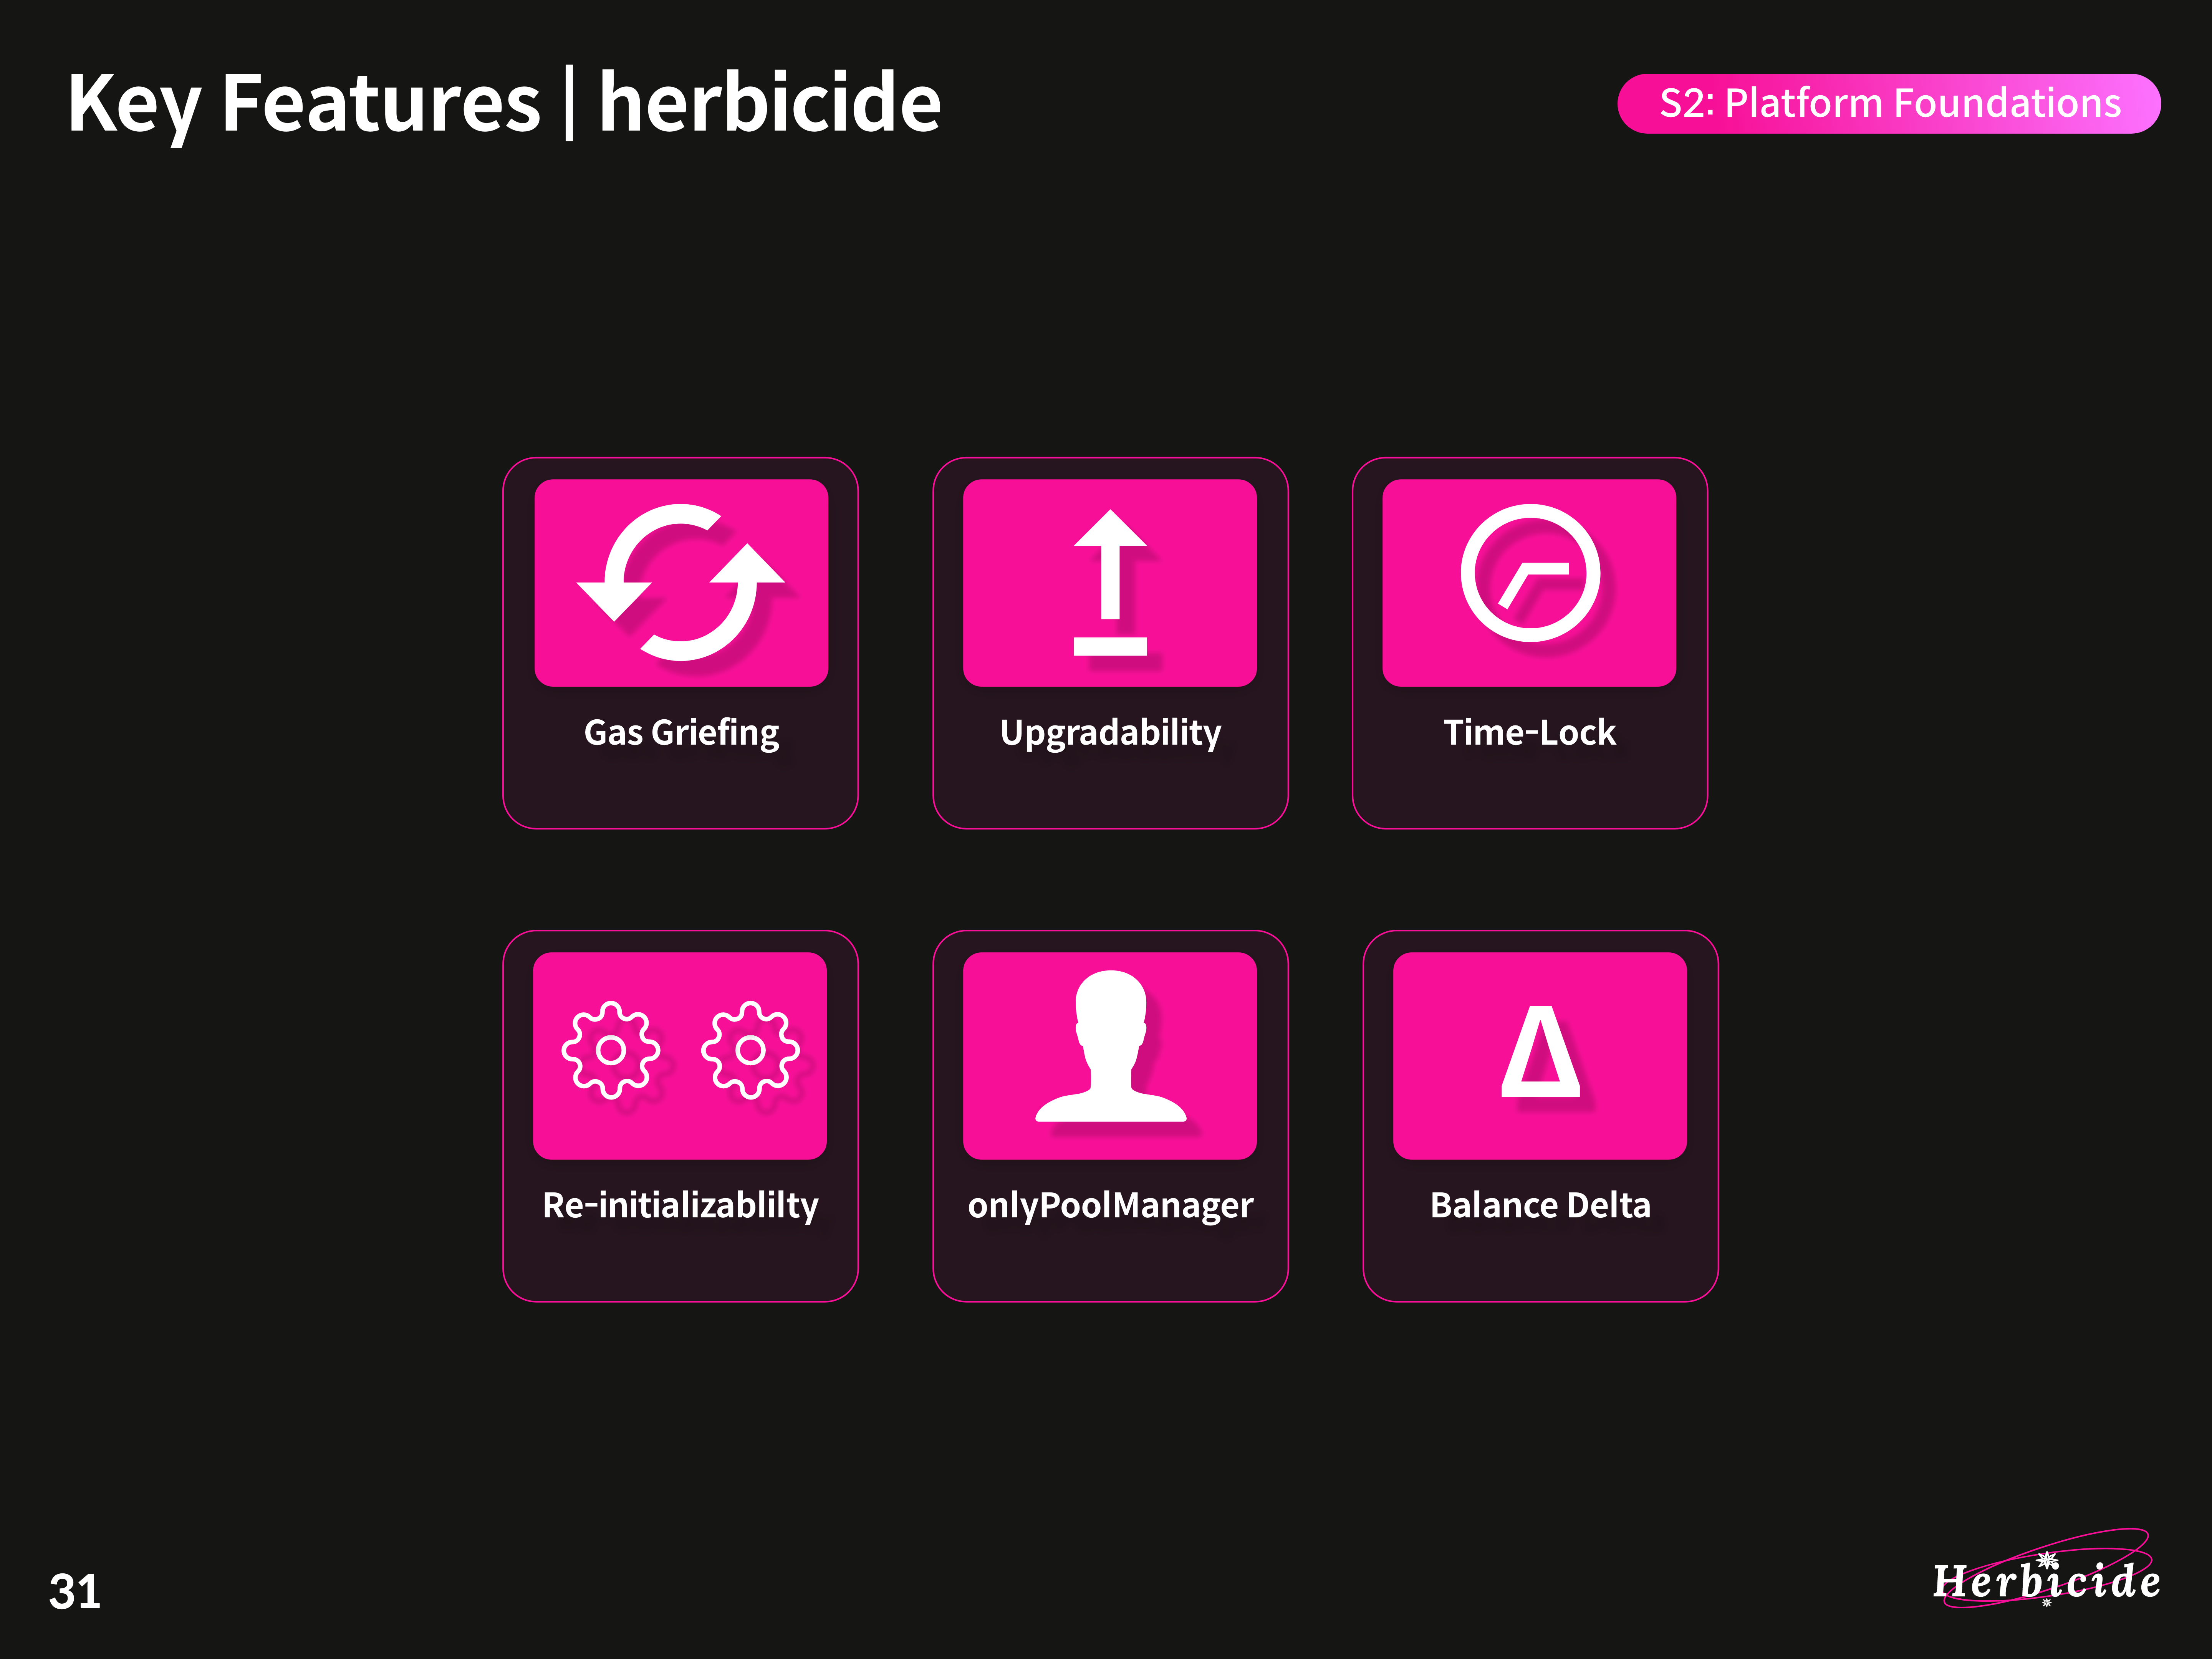 Key Features | herbicide
S2: Platform Foundations
Gas Griefing
Upgradability
Time-Lock
Re-initializablilty
onlyPoolManager
Δ
Balance Delta
31
Herbicide